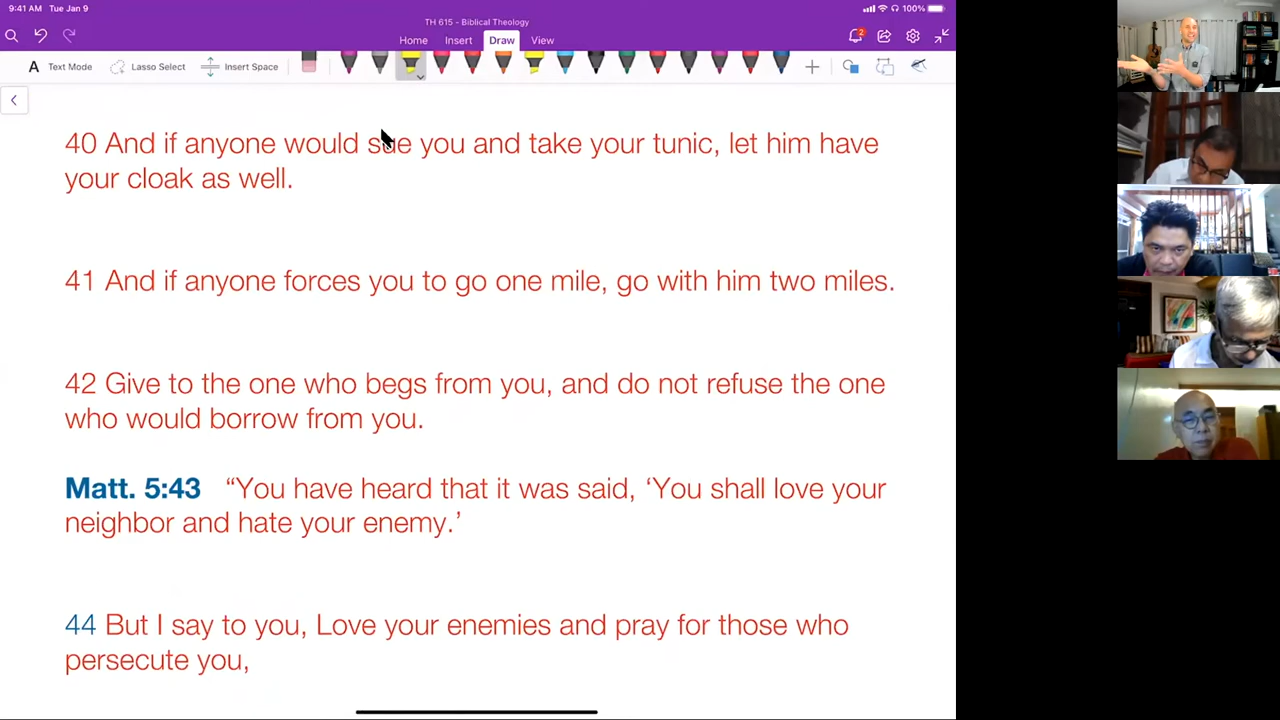 9:41 AM Tue Jan 9
100%
TH 615 - Biblical Theology
Home Insert Draw View
2
A Text Mode Lasso Select Insert Space
40 And if anyone would sue you and take your tunic, let him have
your cloak as well.
41 And if anyone forces you to go one mile, go with him two miles.
42 Give to the one who begs from you, and do not refuse the one
who would borrow from you.
Matt. 5:43 “You have heard that it was said, ‘You shall love your
neighbor and hate your enemy.’
44 But I say to you, Love your enemies and pray for those who
persecute you,